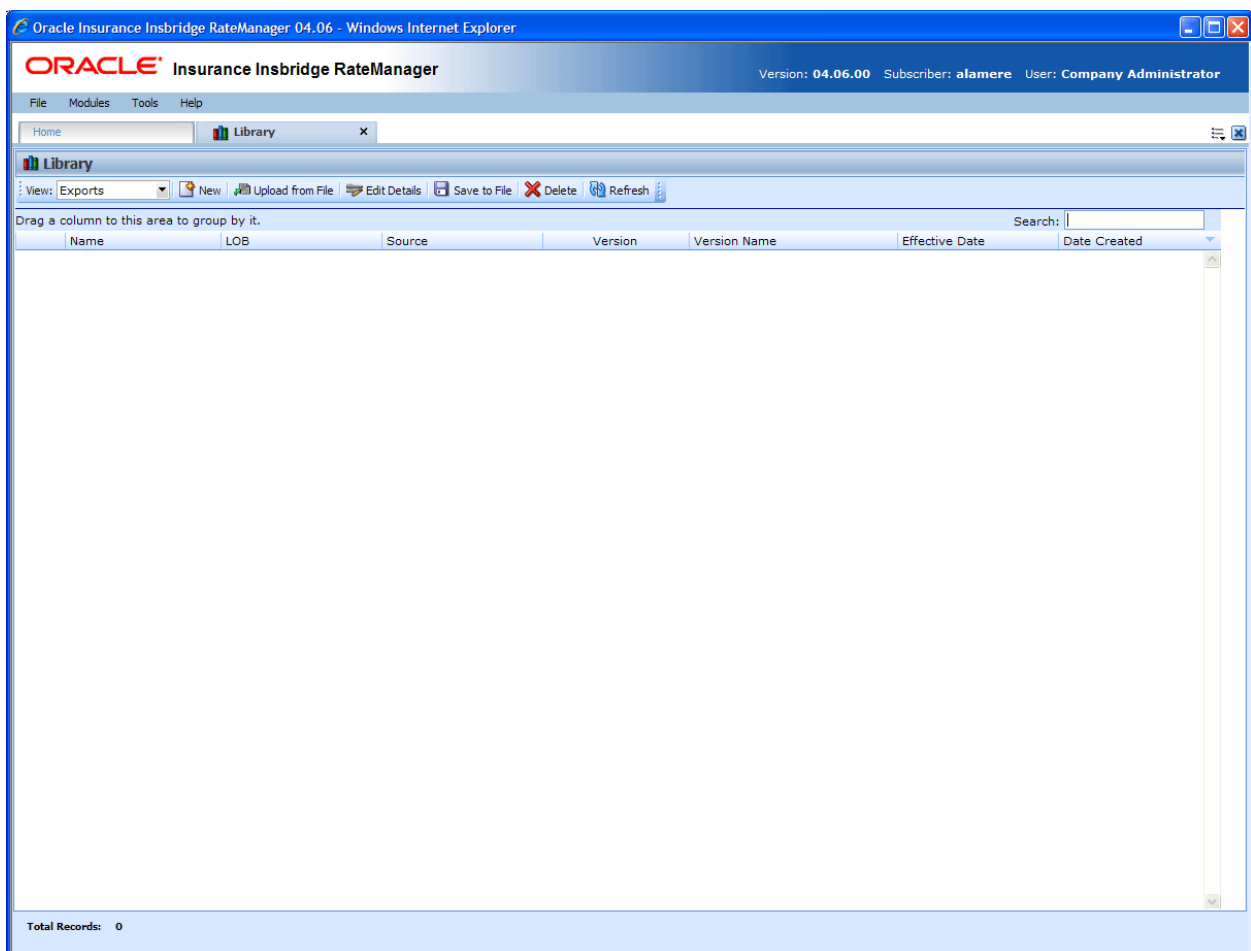 Oracle Insurance Insbridge RateManager 04.06 - Windows Internet Explorer
ORACLE Insurance Insbridge RateManager
Version: 04.06.00 Subscriber: alamere User: Company Administrator
File Modules Tools Help
Home Library
Library
View: Exports New Upload from File Edit Details Save to File Delete Refresh
Drag a column to this area to group by it. Search:
Name LOB Source Version Version Name Effective Date Date Created
Total Records: 0